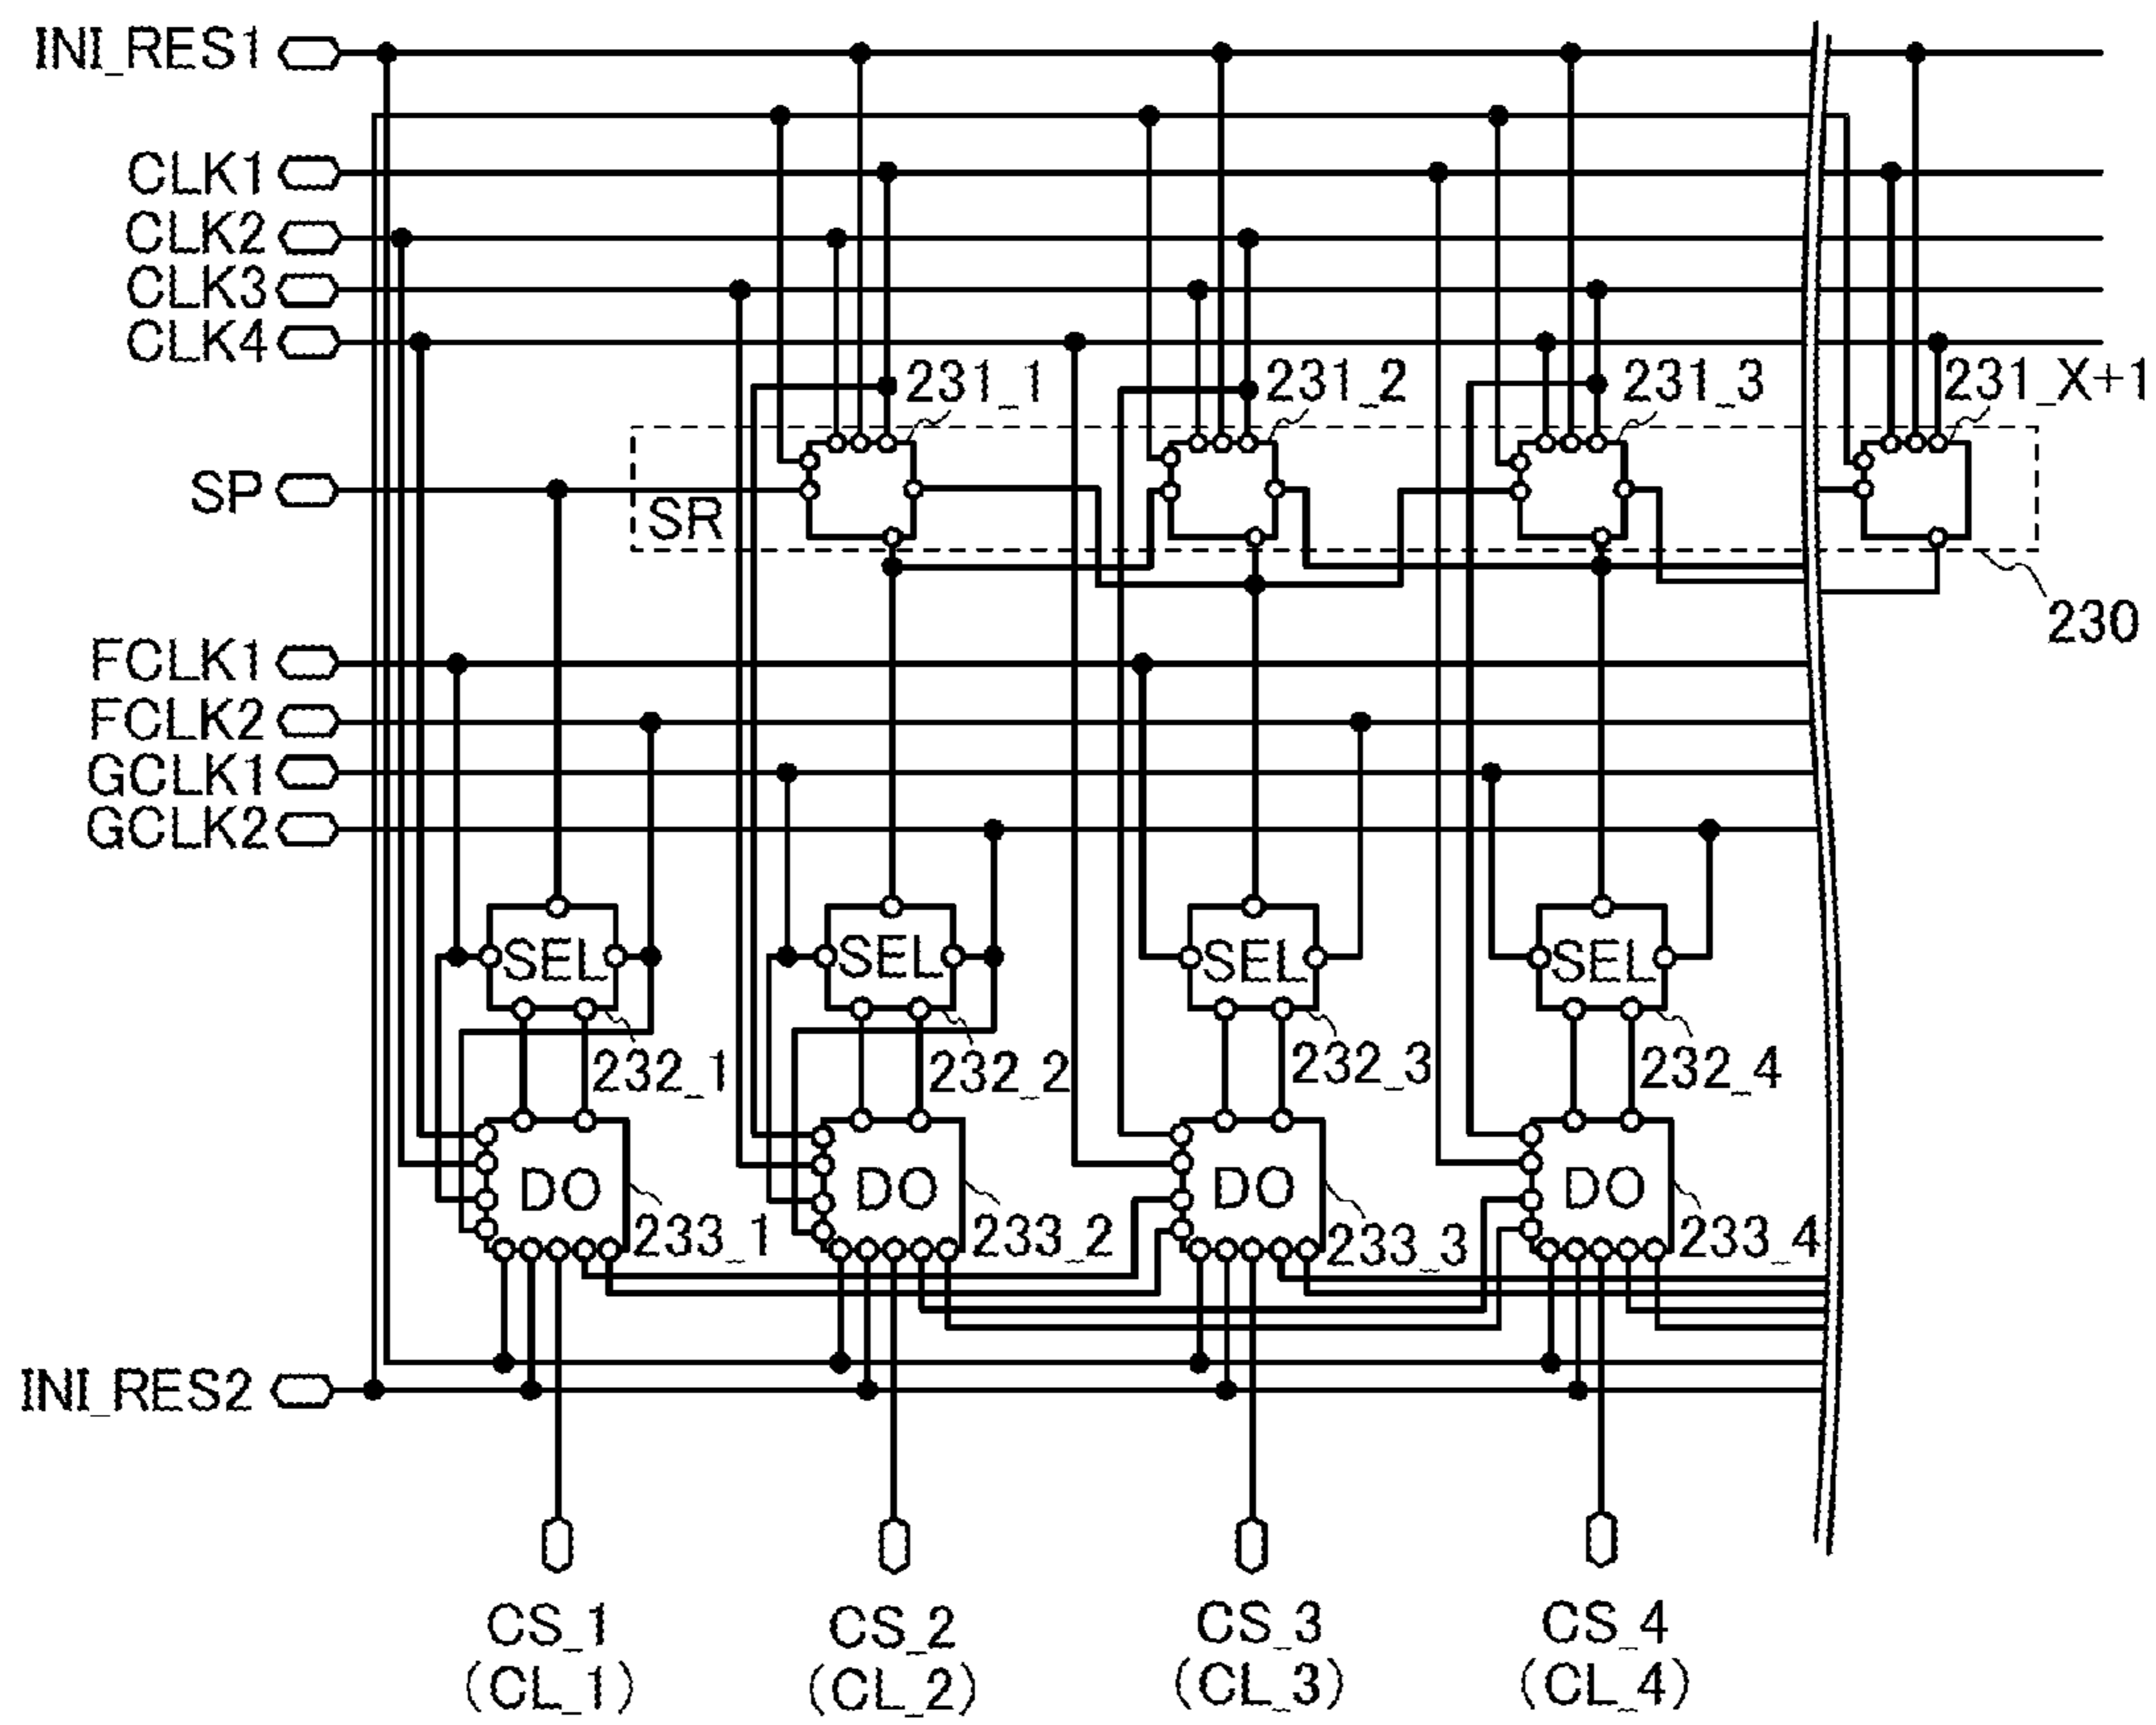 INI_RES1
CLK1
CLK2
CLK3
CLK4
231_1
231_2
231_3
231_X+1
SP
SR
230
FCLK1
FCLK2
GCLK1
GCLK2
SEL
SEL
SEL
SEL
232_1
232_2
232_3
232_4
DO
DO
DO
DO
233_1
233_2
233_3
233_4
INI_RES2
CS_1
CS_2
CS_3
CS_4
(CL_1)
(CL_2)
(CL_3)
(CL_4)